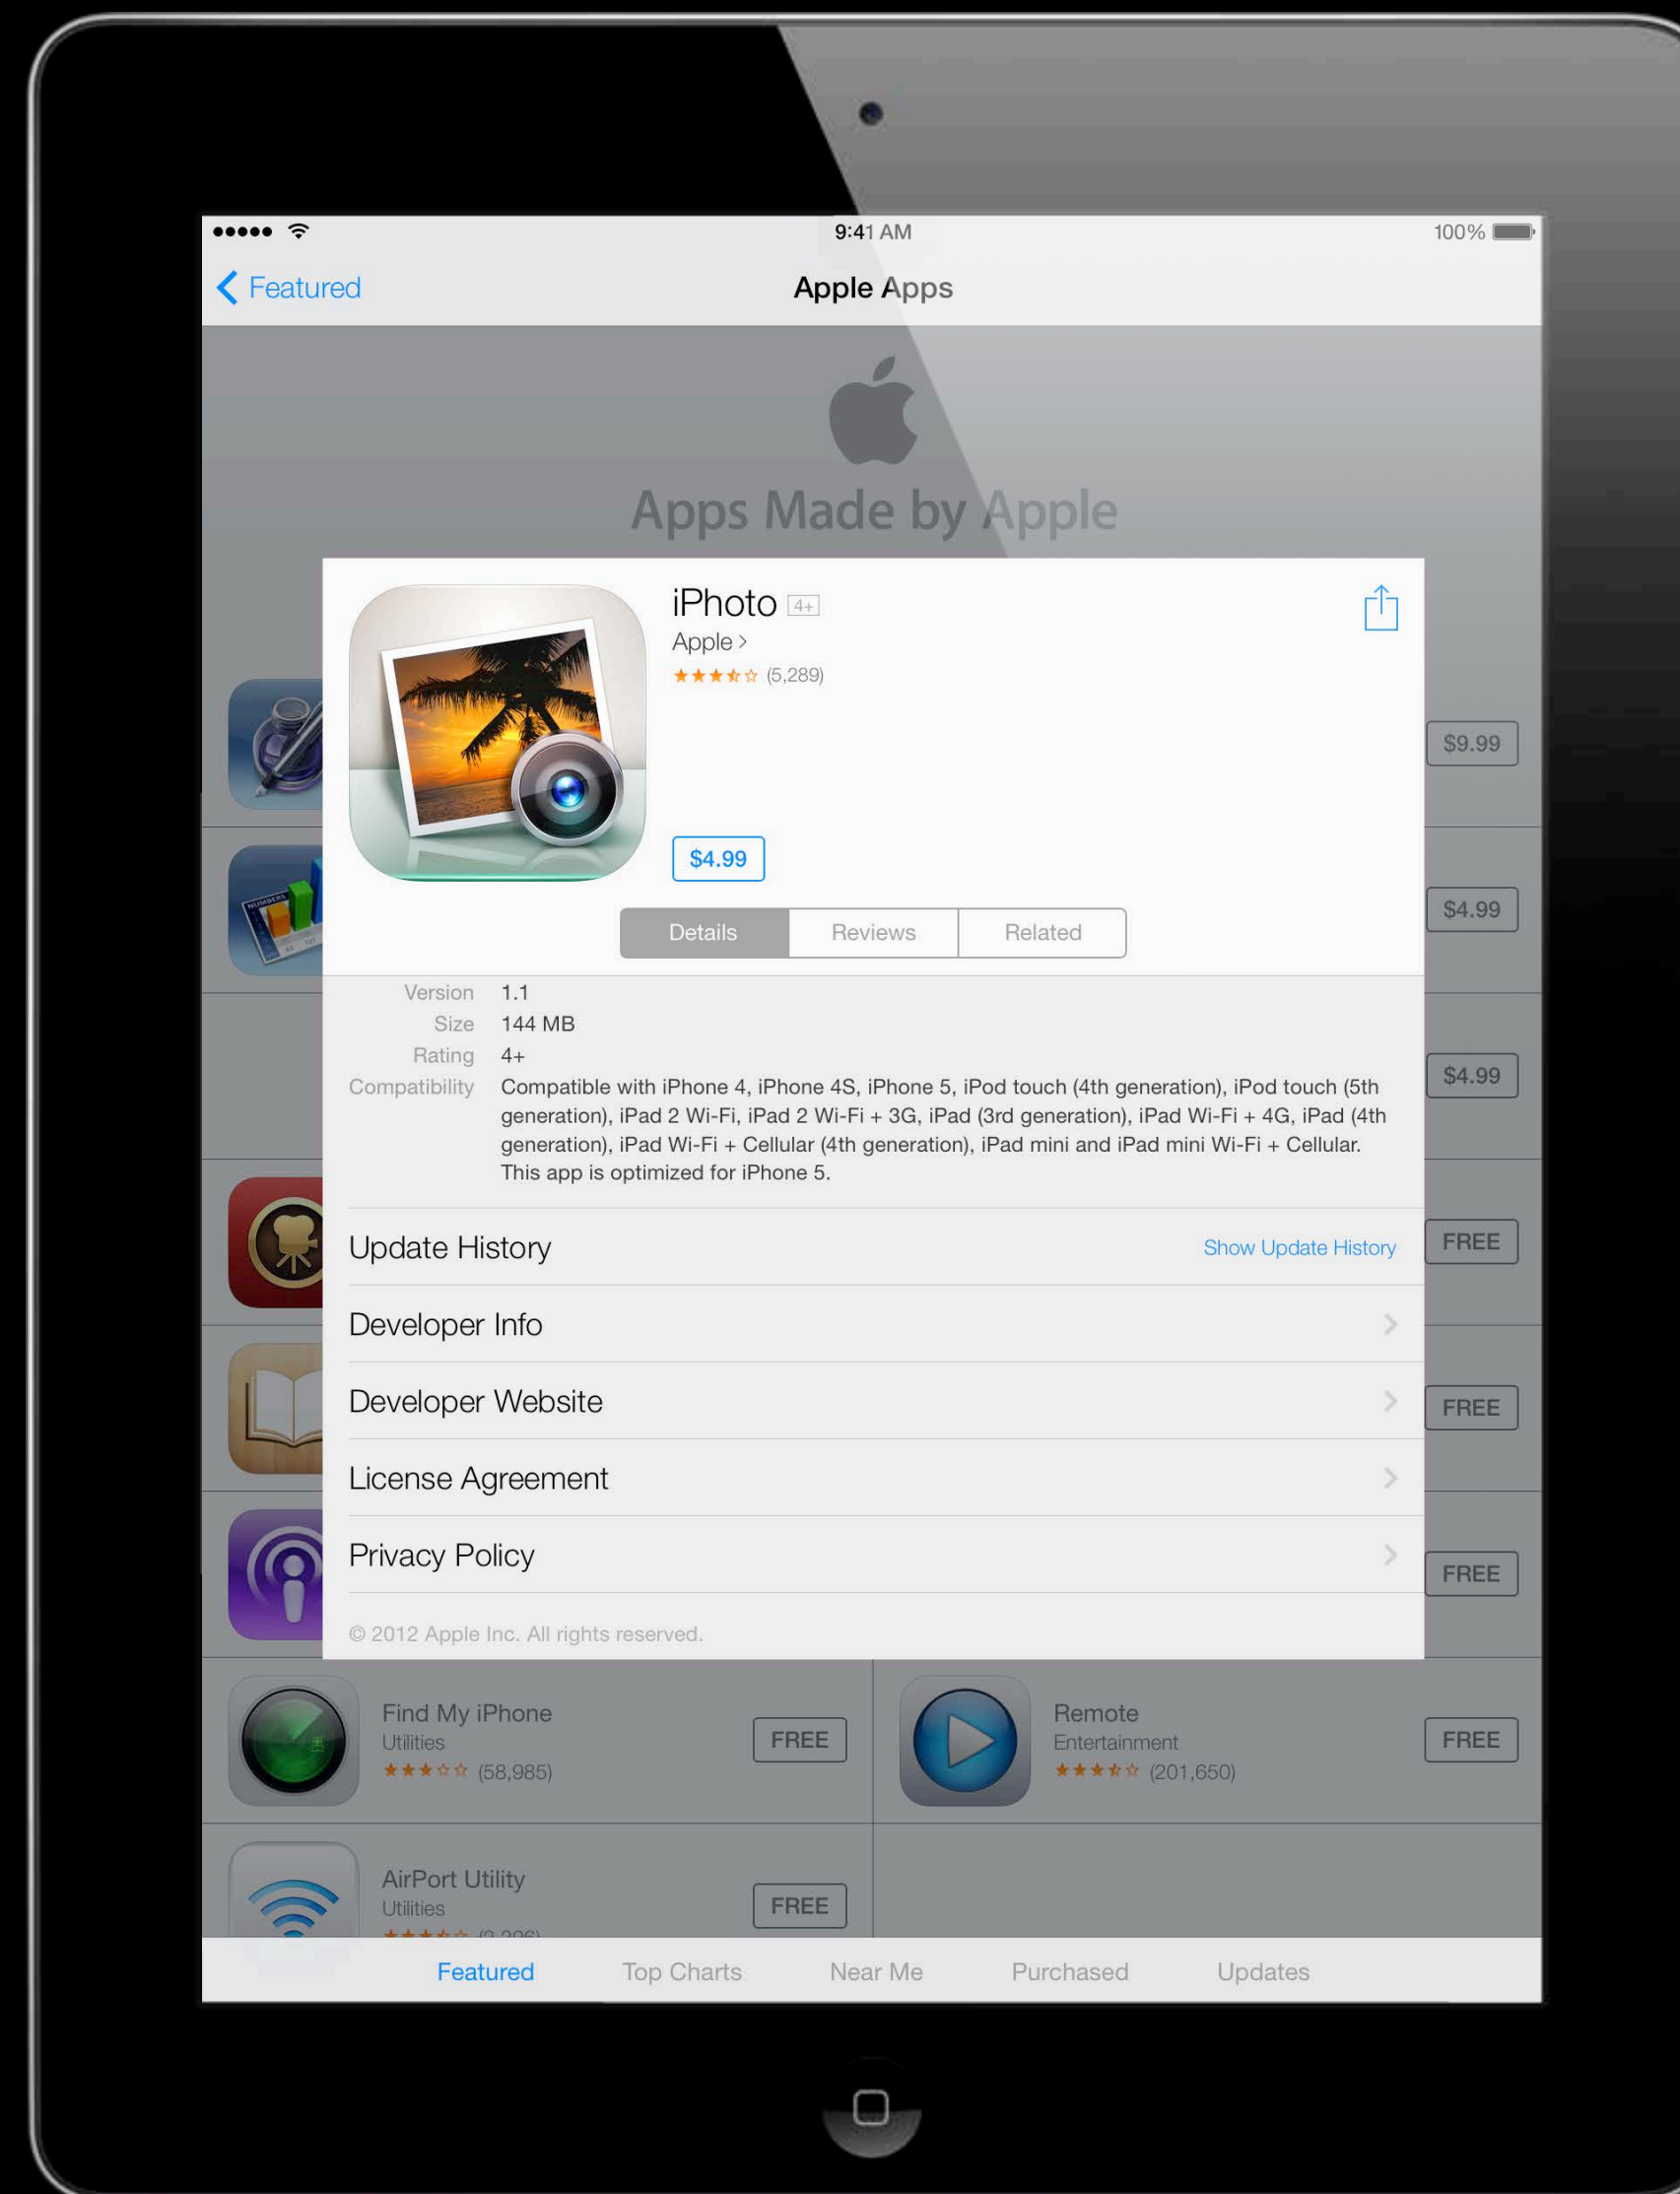 9:41 AM
100%
Featured
Apple Apps
Apps Made by Apple
iPhoto 4+
Apple >
(5,289)
$4.99
Details Reviews Related
Version 1.1
Size 144 MB
Rating 4+
Compatibility Compatible with iPhone 4, iPhone 4S, iPhone 5, iPod touch (4th generation), iPod touch (5th
generation), iPad 2 Wi-Fi, iPad 2 Wi-Fi + 3G, iPad (3rd generation), iPad Wi-Fi + 4G, iPad (4th
generation), iPad Wi-Fi + Cellular (4th generation), iPad mini and iPad mini Wi-Fi + Cellular.
This app is optimized for iPhone 5.
Update History Show Update History
Developer Info
Developer Website
License Agreement
Privacy Policy
© 2012 Apple Inc. All rights reserved.
$9.99
NUMBERS
$4.99
$4.99
FREE
FREE
FREE
Find My iPhone
Utilities
(58,985)
FREE
Remote
Entertainment
(201,650)
FREE
AirPort Utility
Utilities
FREE
Featured Top Charts Near Me Purchased Updates